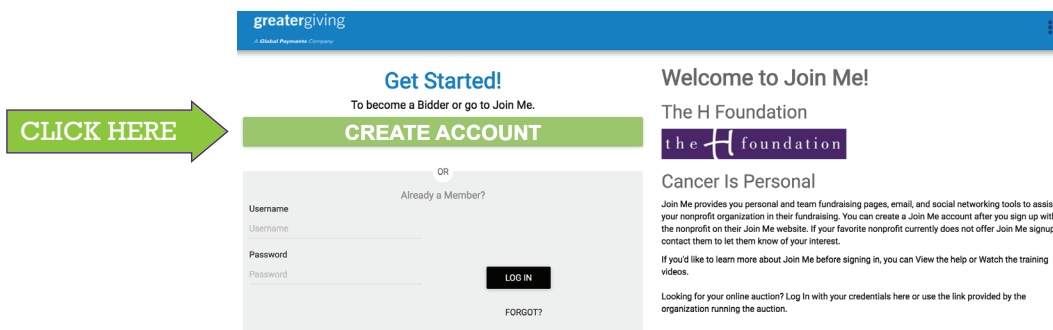 greatergiving
A Global Payments Company
CLICK HERE
Get Started!
To become a Bidder or go to Join Me.
CREATE ACCOUNT
OR
Already a Member?
Username
Username
Password
Password
LOG IN
FORGOT?
Welcome to Join Me!
The H Foundation
the H foundation
Cancer Is Personal
Join Me provides you personal and team fundraising pages, email, and social networking tools to assis
your nonprofit organization in their fundraising. You can create a Join Me account after you sign up wit
the nonprofit on their Join Me website. If your favorite nonprofit currently does not offer Join Me signup
contact them to let them know of your interest.
If you'd like to learn more about Join Me before signing in, you can View the help or Watch the training
videos.
Looking for your online auction? Log In with your credentials here or use the link provided by the
organization running the auction.